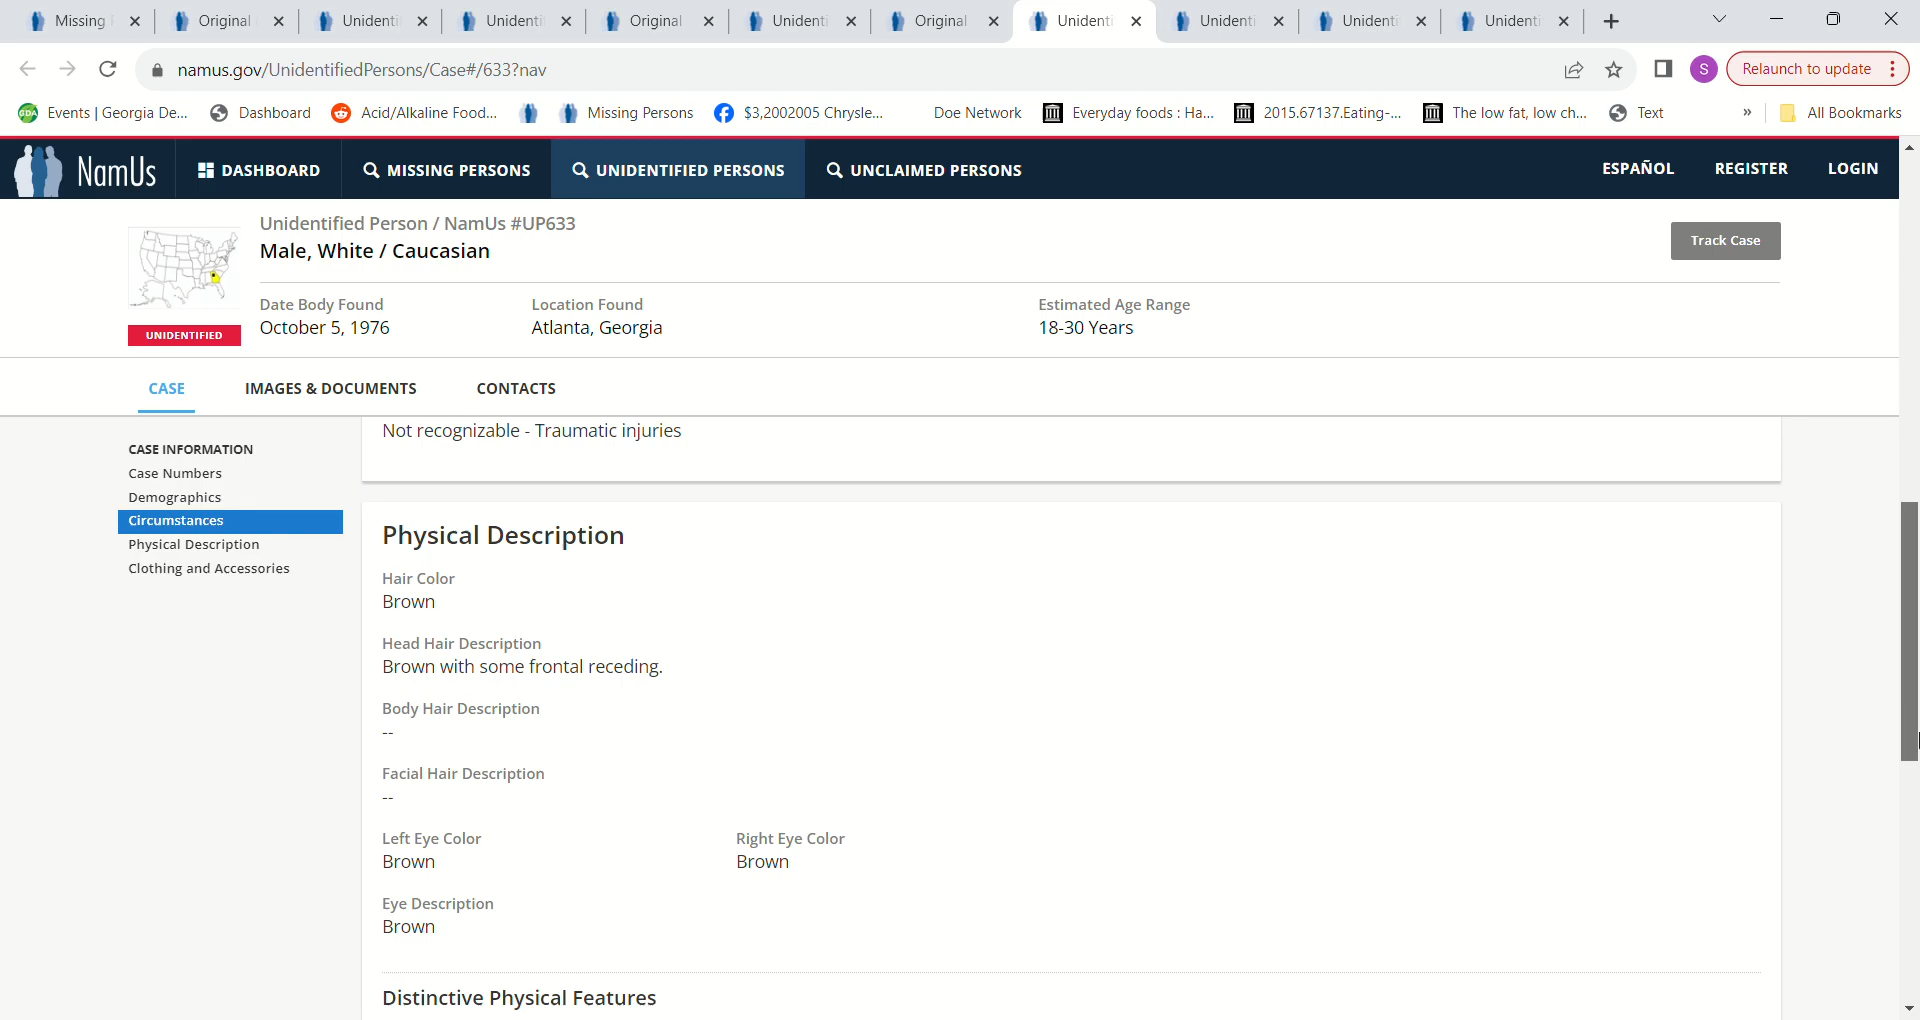 Missing
Original
Unidenti
Unidenti
Original
Unidenti
Original
Unidenti
Unidenti
Unidenti
Unidenti
namus.gov/UnidentifiedPersons/Case#/633?nav
S
Relaunch to update
GDA
Events | Georgia De...
Dashboard
Acid/Alkaline Food...
Missing Persons
$3,2002005 Chrysle...
Doe Network
Everyday foods : Ha...
2015.67137.Eating-...
The low fat, low ch...
Text
»
All Bookmarks
NamUs
DASHBOARD
MISSING PERSONS
UNIDENTIFIED PERSONS
UNCLAIMED PERSONS
ESPAÑOL
REGISTER
LOGIN
Unidentified Person / NamUs #UP633
Male, White / Caucasian
Track Case
UNIDENTIFIED
Date Body Found
October 5, 1976
Location Found
Atlanta, Georgia
Estimated Age Range
18-30 Years
CASE
IMAGES & DOCUMENTS
CONTACTS
CASE INFORMATION
Case Numbers
Demographics
Circumstances
Physical Description
Clothing and Accessories
Not recognizable - Traumatic injuries
Physical Description
Hair Color
Brown
Head Hair Description
Brown with some frontal receding.
Body Hair Description
--
Facial Hair Description
--
Left Eye Color
Brown
Right Eye Color
Brown
Eye Description
Brown
Distinctive Physical Features